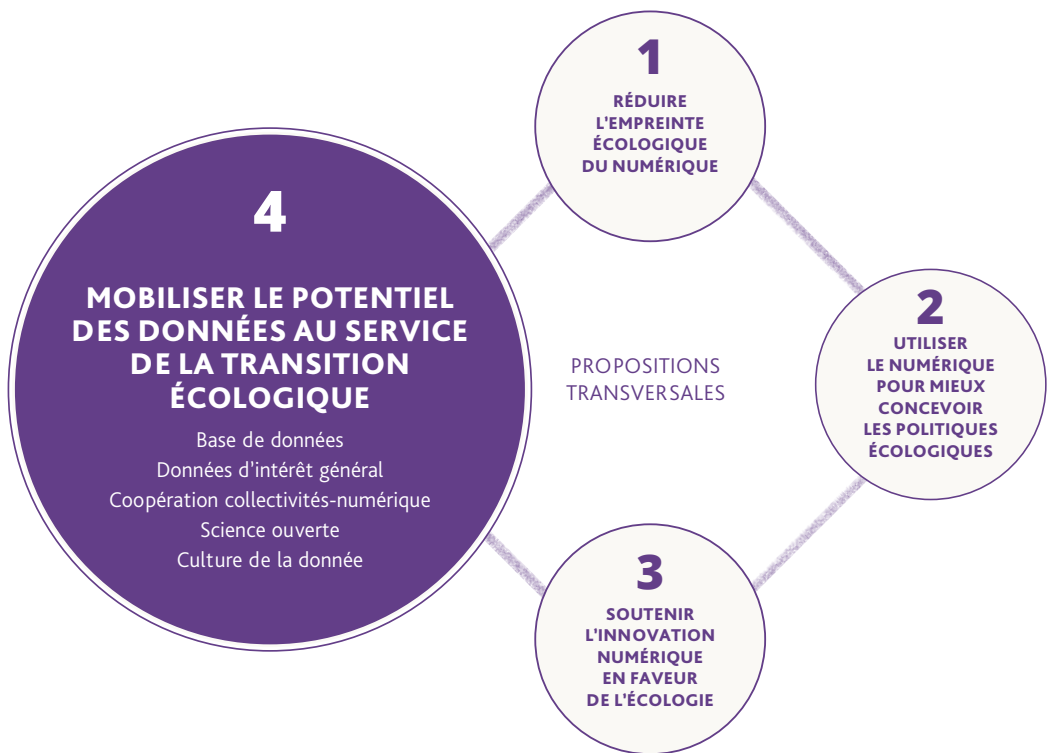 1
RÉDUIRE
L'EMPREINTE
ÉCOLOGIQUE
DU NUMÉRIQUE
4
MOBILISER LE POTENTIEL
DES DONNÉES AU SERVICE
DE LA TRANSITION
ÉCOLOGIQUE
Base de données
Données d’intérêt général
Coopération collectivités-numérique
Science ouverte
Culture de la donnée
PROPOSITIONS
TRANSVERSALES
2
UTILISER
LE NUMÉRIQUE
POUR MIEUX
CONCEVOIR
LES POLITIQUES
ÉCOLOGIQUES
3
SOUTENIR
L'INNOVATION
NUMÉRIQUE
EN FAVEUR
DE L'ÉCOLOGIE